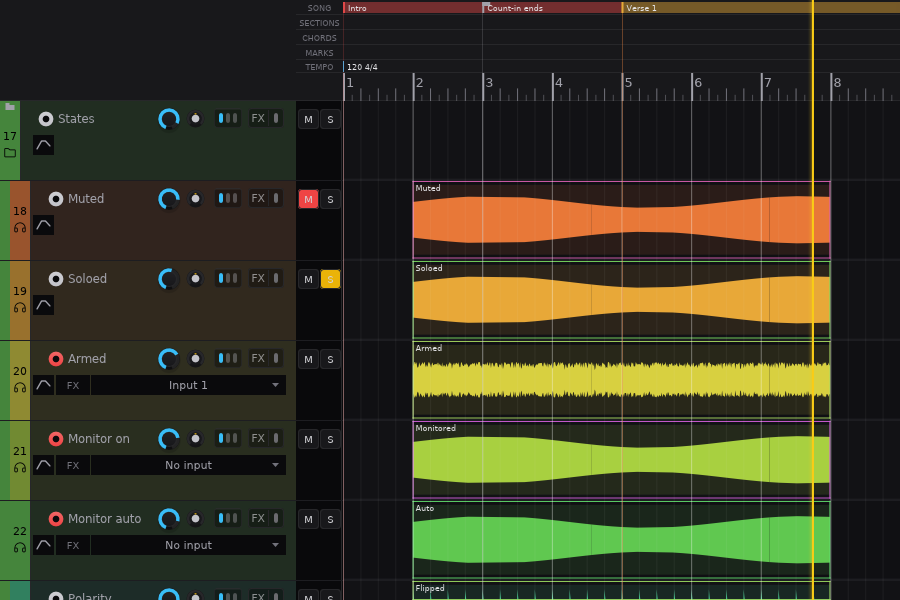 SONG Intro Count-in ends Verse 1
SECTIONS
CHORDS
MARKS
TEMPO 120 4/4
1 2 3 4 5 6 7 8
17 States FX M S
18 Muted FX M S Muted
19 Soloed FX M S Soloed
20 Armed FX M S Armed
FX Input 1
21 Monitor on FX M S Monitored
FX No input
22 Monitor auto FX M S Auto
FX No input
Polarity FX M S Flipped